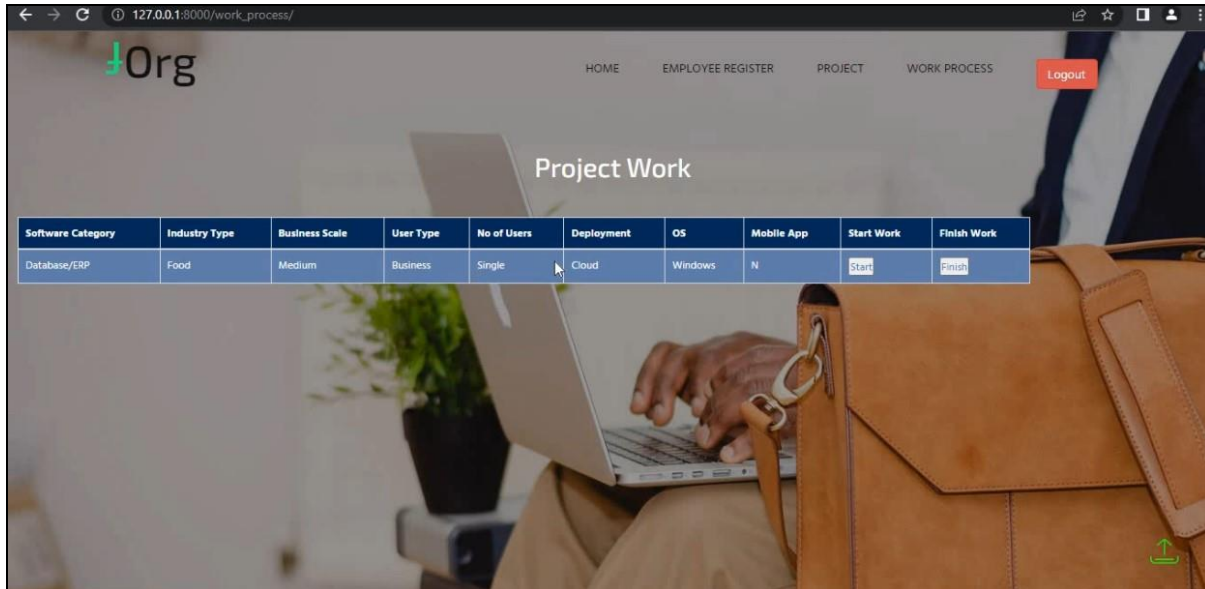 127.0.0.1:8000/work_process/
Org
HOME EMPLOYEE REGISTER PROJECT WORK PROCESS Logout
Project Work
Software Category Industry Type Business Scale User Type No of Users Deployment OS Mobile App Start Work Finish Work
Database/ERP Food Medium Business Single Cloud Windows N Start Finish